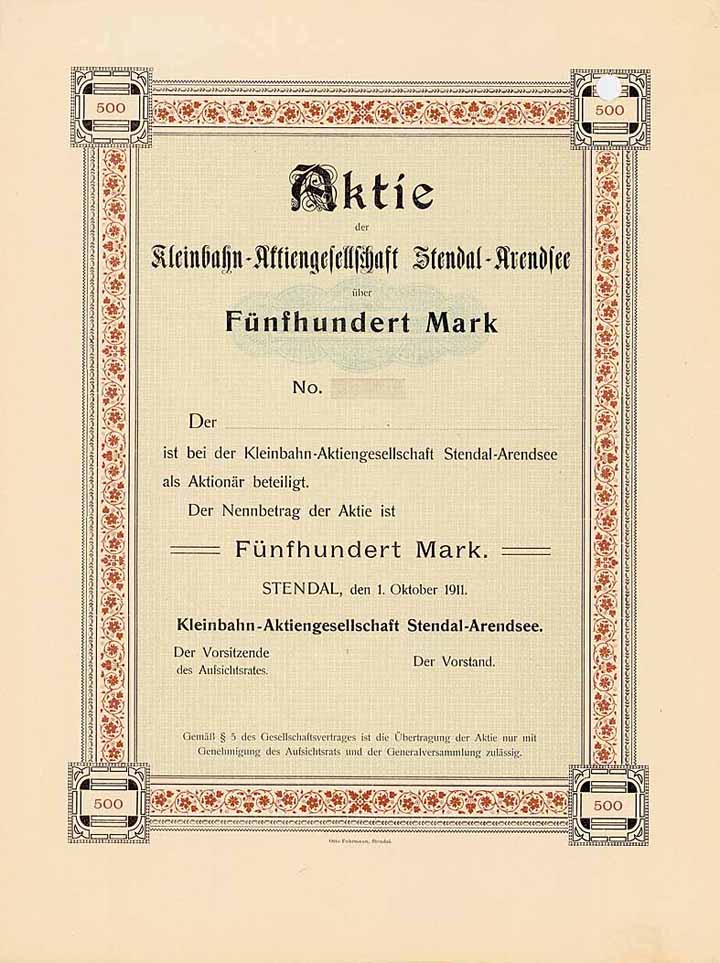 500 500
Aktie
der
Kleinbahn-Aktiengesellschaft Stendal-Arendsee
über
Fünfhundert Mark
No.
Der
ist bei der Kleinbahn-Aktiengesellschaft Stendal-Arendsee
als Aktionär beteiligt.
Der Nennbetrag der Aktie ist
Fünfhundert Mark.
STENDAL, den 1. Oktober 1911.
Kleinbahn-Aktiengesellschaft Stendal-Arendsee.
Der Vorsitzende
des Aufsichtsrates.
Der Vorstand.
Gemäß § 5 des Gesellschaftsvertrages ist die Übertragung der Aktie nur mit
Genehmigung des Aufsichtsrats und der Generalversammlung zulässig.
500 500
Otto Fuhrmann, Stendal.